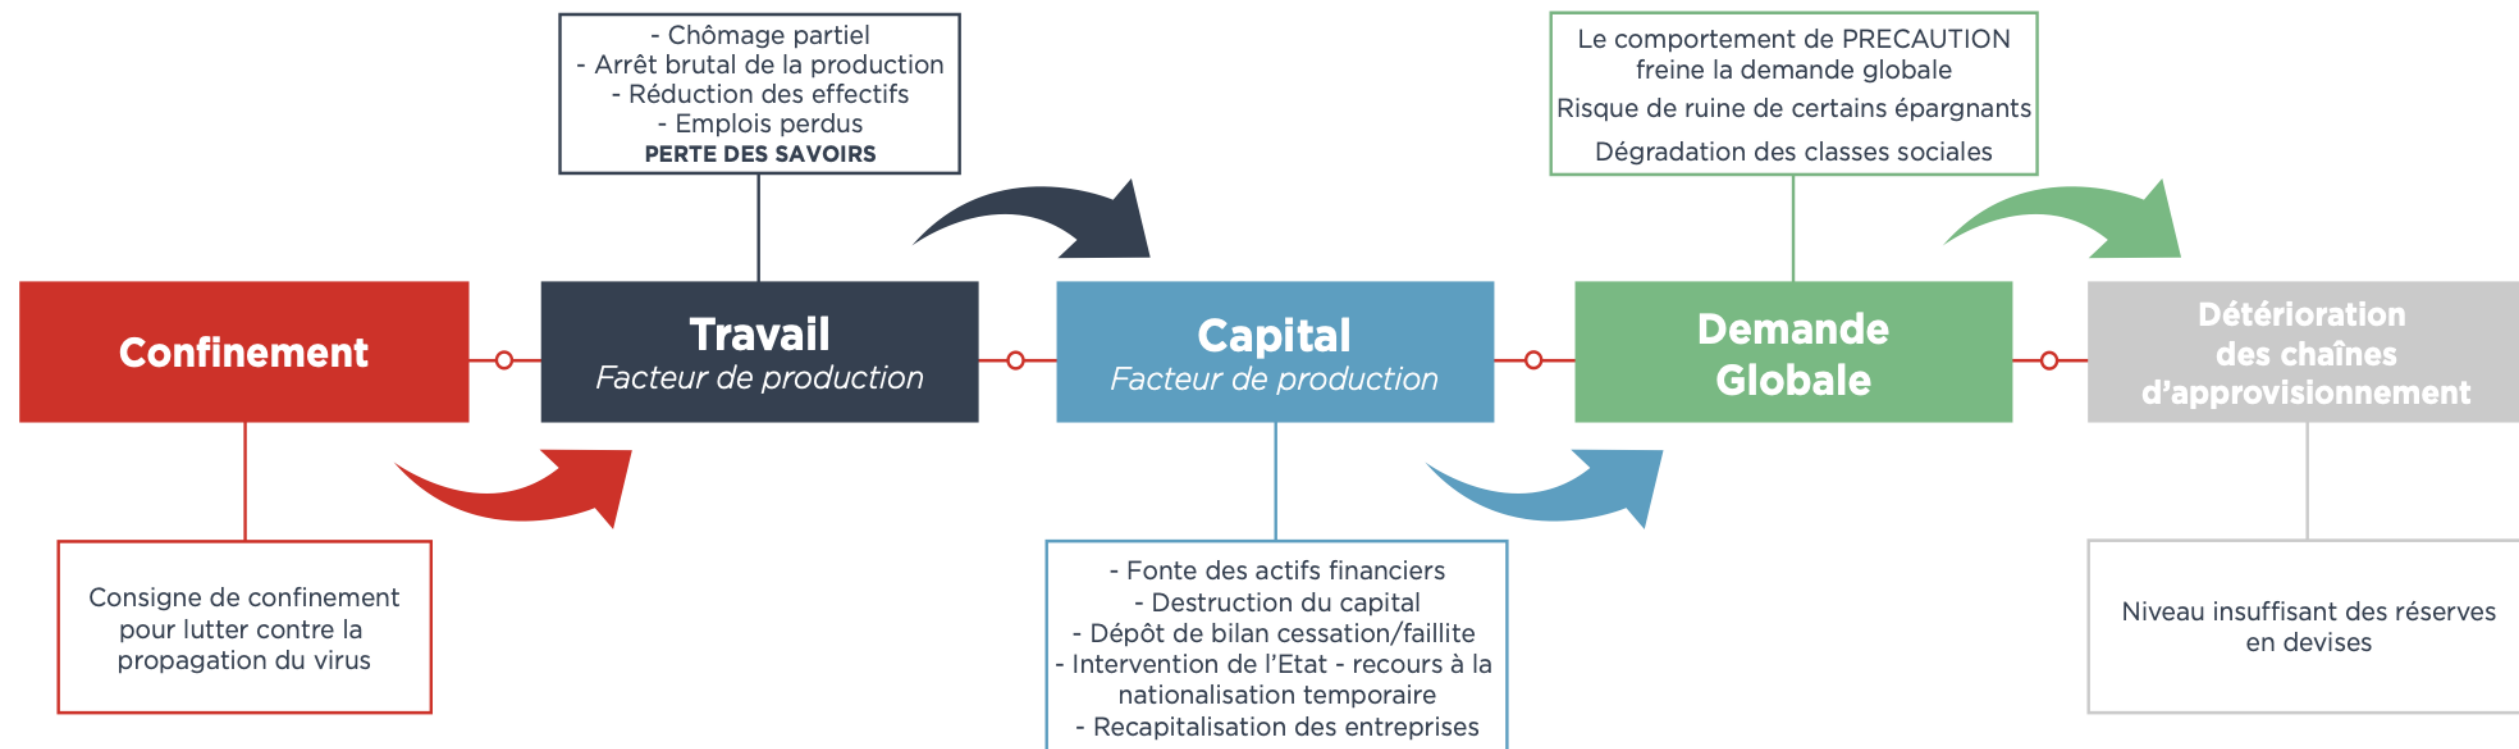 - Chômage partiel
- Arrêt brutal de la production
- Réduction des effectifs
- Emplois perdus
PERTE DES SAVOIRS
Le comportement de PRECAUTION
freine la demande globale
Risque de ruine de certains épargnants
Dégradation des classes sociales
Confinement
Travail
Facteur de production
Capital
Facteur de production
Demande
Globale
Détérioration
des chaînes
d'approvisionnement
Consigne de confinement
pour lutter contre la
propagation du virus
- Fonte des actifs financiers
- Destruction du capital
- Dépôt de bilan cessation/faillite
- Intervention de l'Etat - recours à la
nationalisation temporaire
- Recapitalisation des entreprises
Niveau insuffisant des réserves
en devises